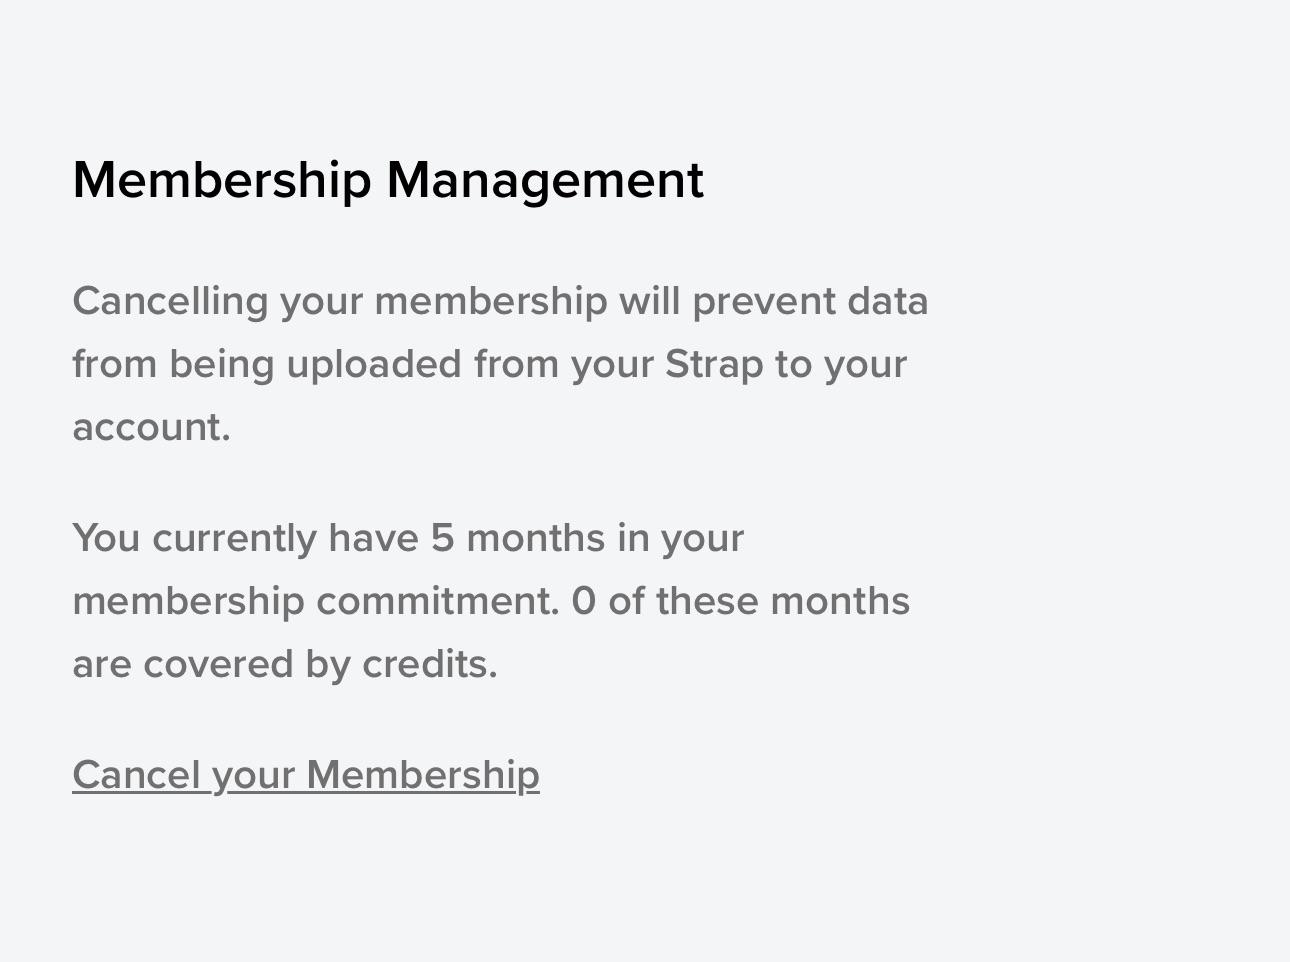 Membership Management
Cancelling your membership will prevent data
from being uploaded from your Strap to your
account.
You currently have 5 months in your
membership commitment. 0 of these months
are covered by credits.
Cancel your Membership